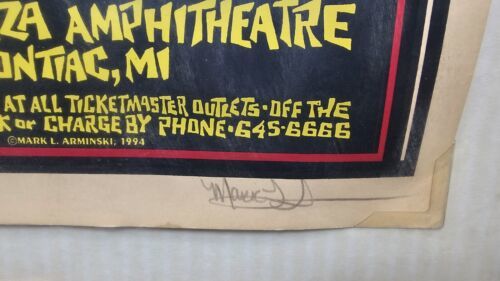 ZA AMPHITHEATRE
ONTIAC, MI
AT ALL TICKETMASTER OUTLETS·OFF THE
K OR CHARGE BY PHONE·645-6666
©MARK L. ARMINSKI, 1994
Mark